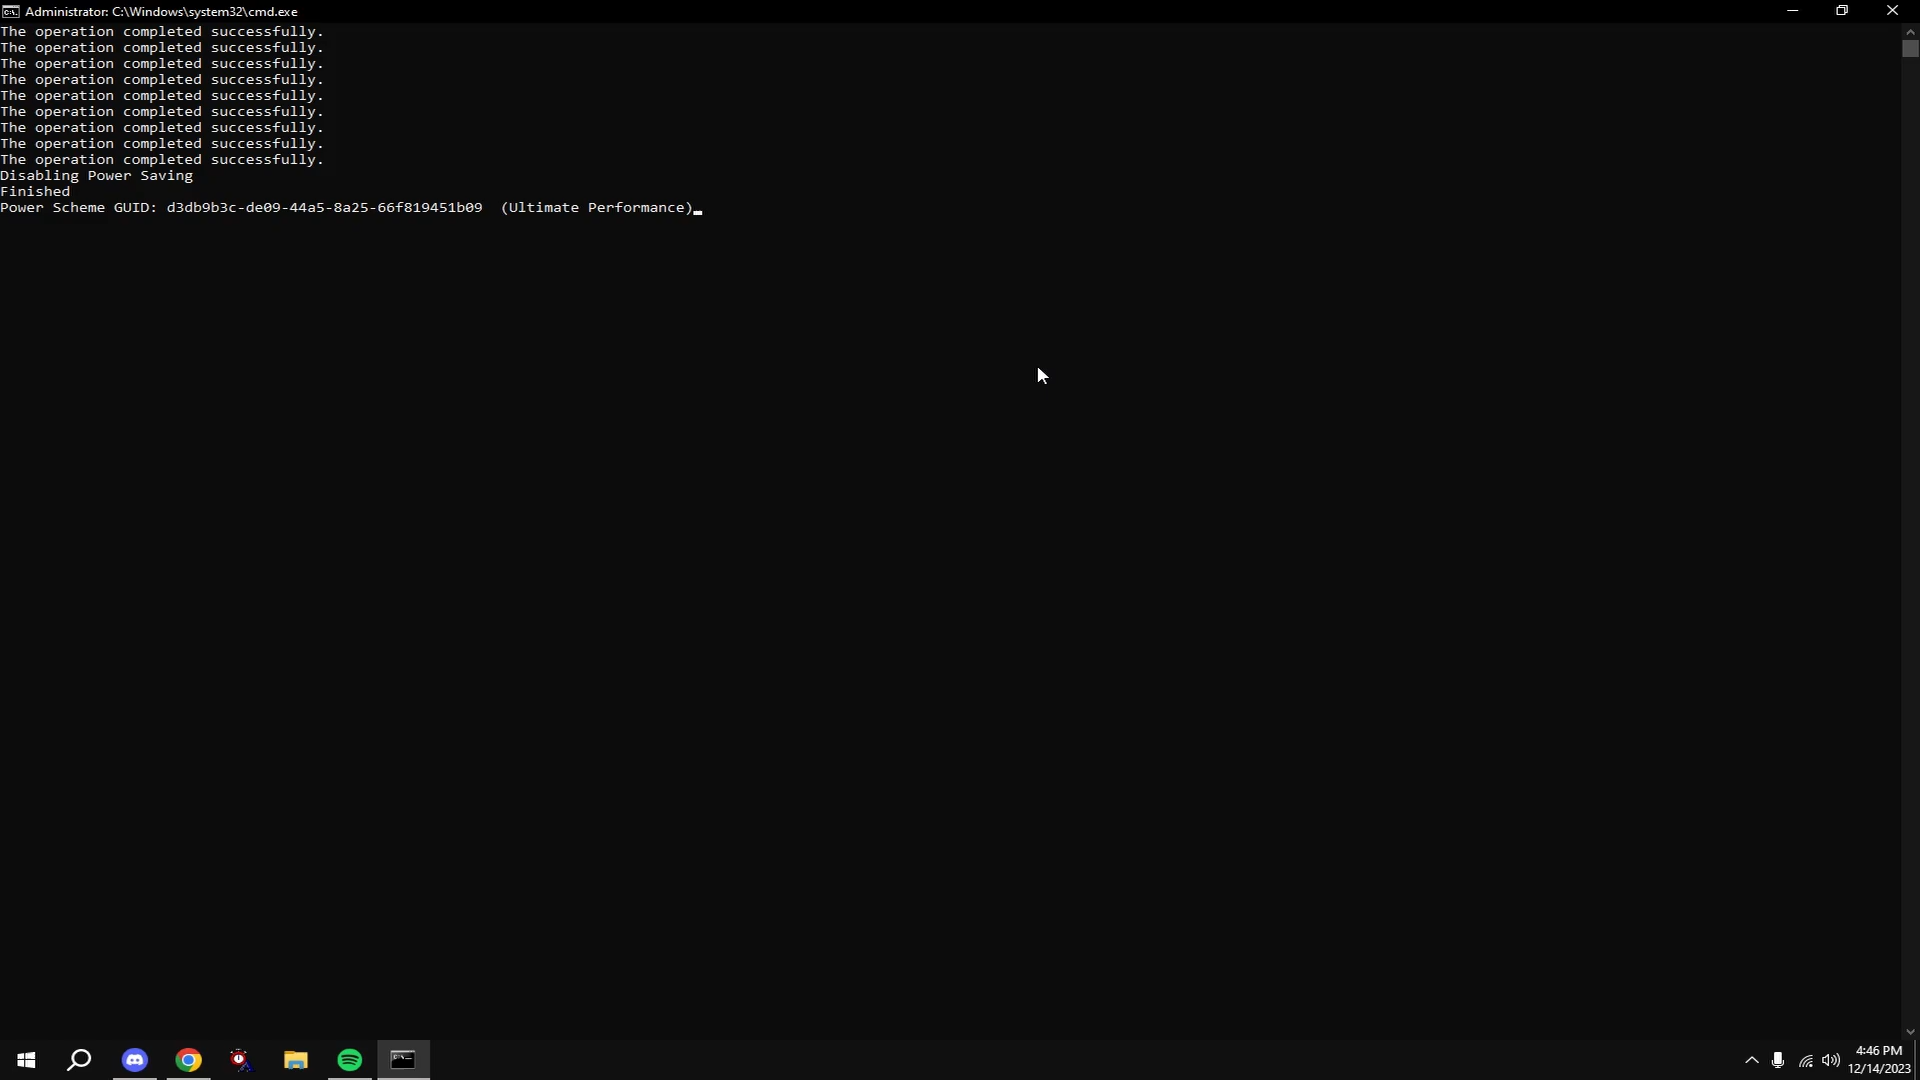 Administrator: C:\Windows\system32\cmd.exe
The operation completed successfully.
The operation completed successfully.
The operation completed successfully.
The operation completed successfully.
The operation completed successfully.
The operation completed successfully.
The operation completed successfully.
The operation completed successfully.
The operation completed successfully.
Disabling Power Saving
Finished
Power Scheme GUID: d3db9b3c-de09-44a5-8a25-66f819451b09  (Ultimate Performance)
4:46 PM
12/14/2023